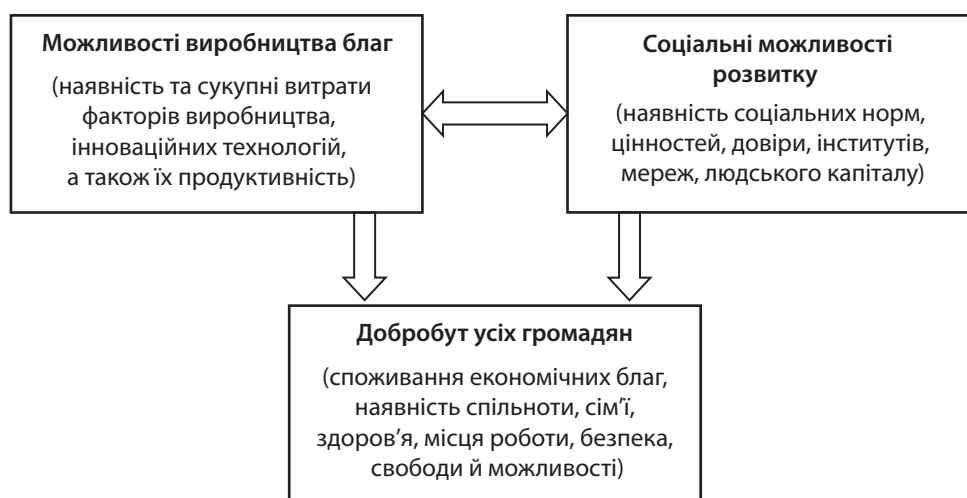 Можливості виробництва благ
(наявність та сукупні витрати
факторів виробництва,
інноваційних технологій,
а також їх продуктивність)
Соціальні можливості
розвитку
(наявність соціальних норм,
цінностей, довіри, інститутів,
мереж, людського капіталу)
Добробут усіх громадян
(споживання економічних благ,
наявність спільноти, сім’ї,
здоров’я, місця роботи, безпека,
свободи й можливості)